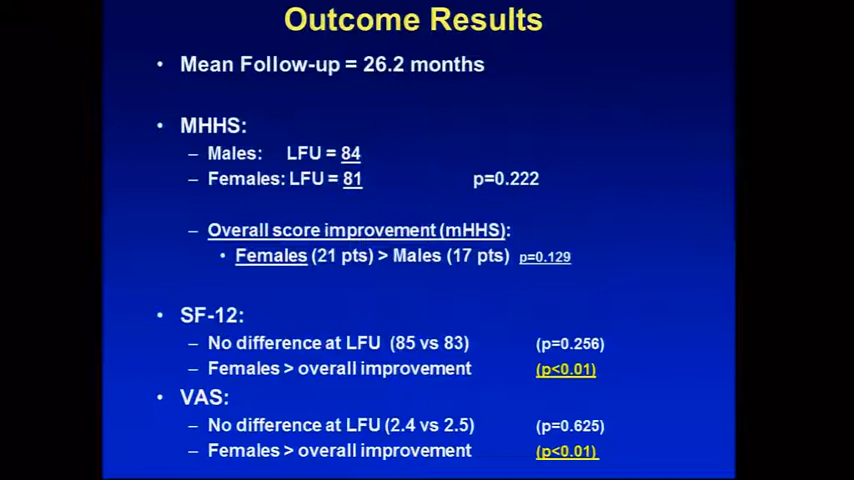 Outcome Results
• Mean Follow-up = 26.2 months
• MHHS:
– Males: LFU = 84
– Females: LFU = 81 p=0.222
– Overall score improvement (mHHS):
• Females (21 pts) > Males (17 pts) p=0.129
• SF-12:
– No difference at LFU (85 vs 83) (p=0.256)
– Females > overall improvement (p<0.01)
• VAS:
– No difference at LFU (2.4 vs 2.5) (p=0.625)
– Females > overall improvement (p<0.01)